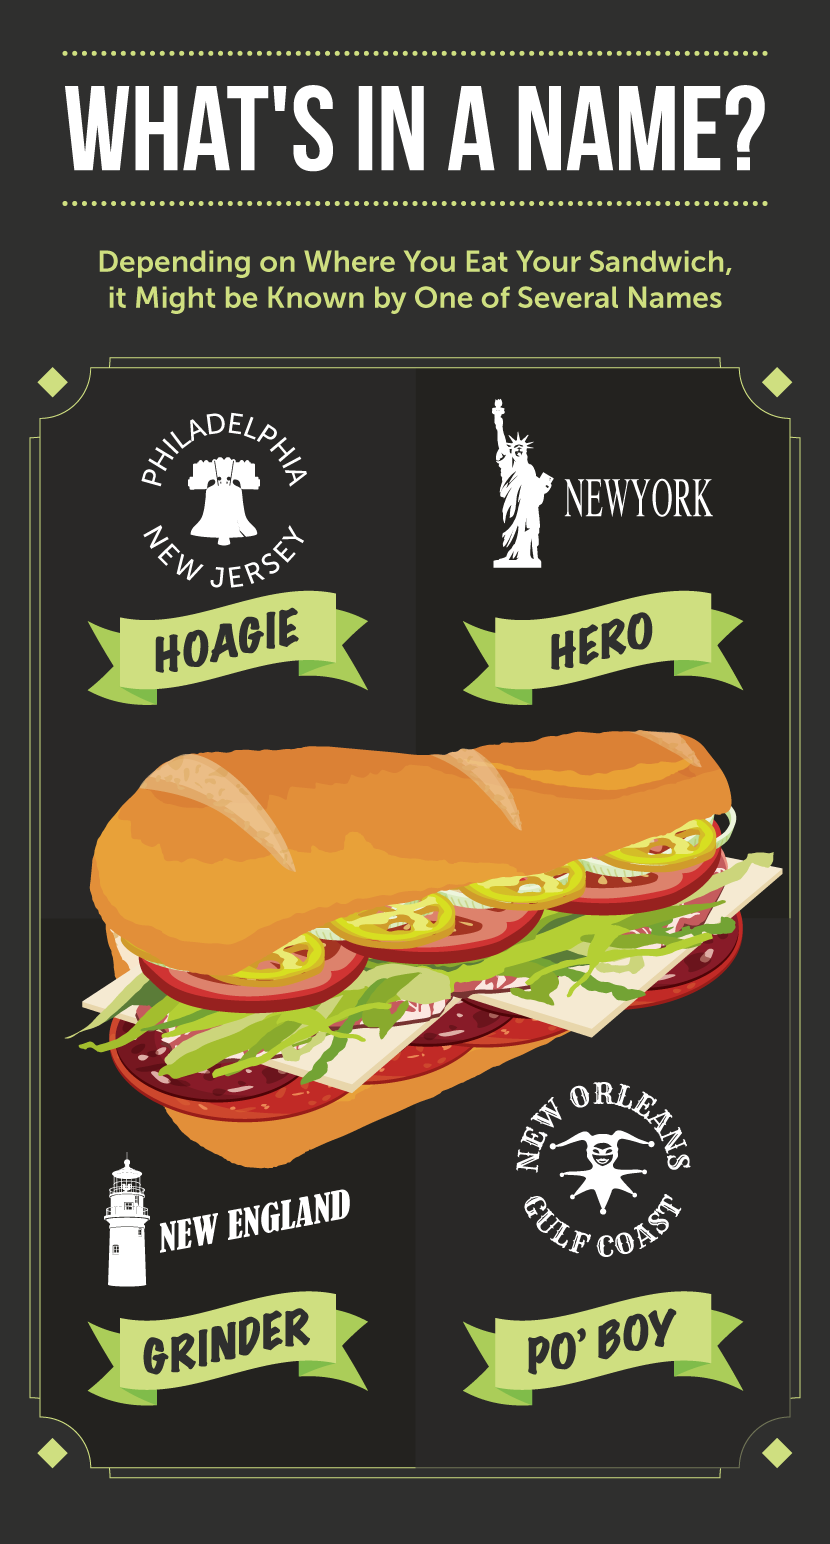 WHAT'S IN A NAME?
Depending on Where You Eat Your Sandwich,
it Might be Known by One of Several Names
PHILADELPHIA
NEW JERSEY
HOAGIE
NEWYORK
HERO
NEW ENGLAND
GRINDER
NEW ORLEANS
GULF COAST
PO' BOY